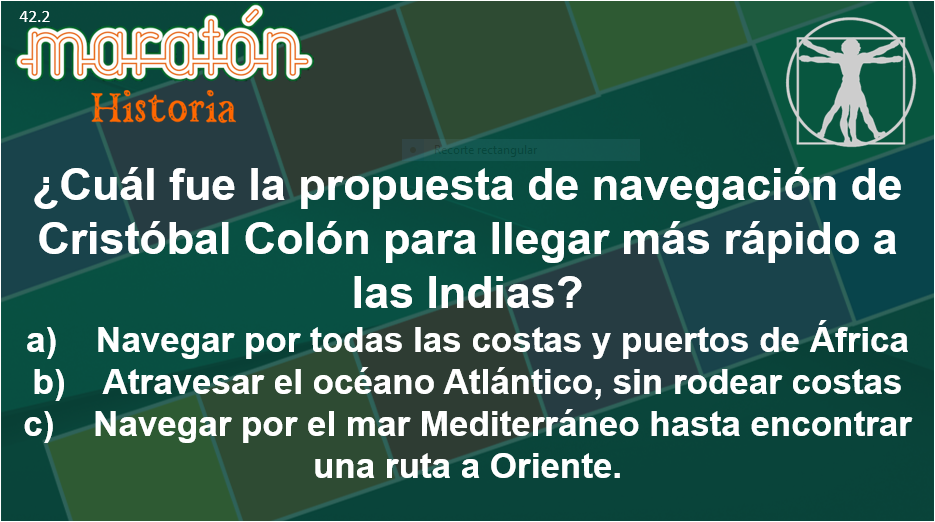 42.2
maratón
Historia
Recorte rectangular
¿Cuál fue la propuesta de navegación de
Cristóbal Colón para llegar más rápido a
las Indias?
a) Navegar por todas las costas y puertos de África
b) Atravesar el océano Atlántico, sin rodear costas
c) Navegar por el mar Mediterráneo hasta encontrar
una ruta a Oriente.